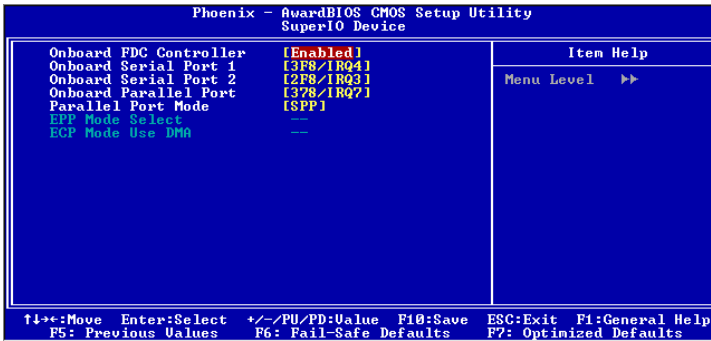 Phoenix - AwardBIOS CMOS Setup Utility
SuperIO Device
Onboard FDC Controller [Enabled]
Onboard Serial Port 1 [3F8/IRQ4]
Onboard Serial Port 2 [2F8/IRQ3]
Onboard Parallel Port [378/IRQ7]
Parallel Port Mode [SPP]
EPP Mode Select --
ECP Mode Use DMA --
Item Help
Menu Level ▶▶
↑↓→←:Move Enter:Select +/-/PU/PD:Value F10:Save ESC:Exit F1:General Help
F5: Previous Values F6: Fail-Safe Defaults F7: Optimized Defaults